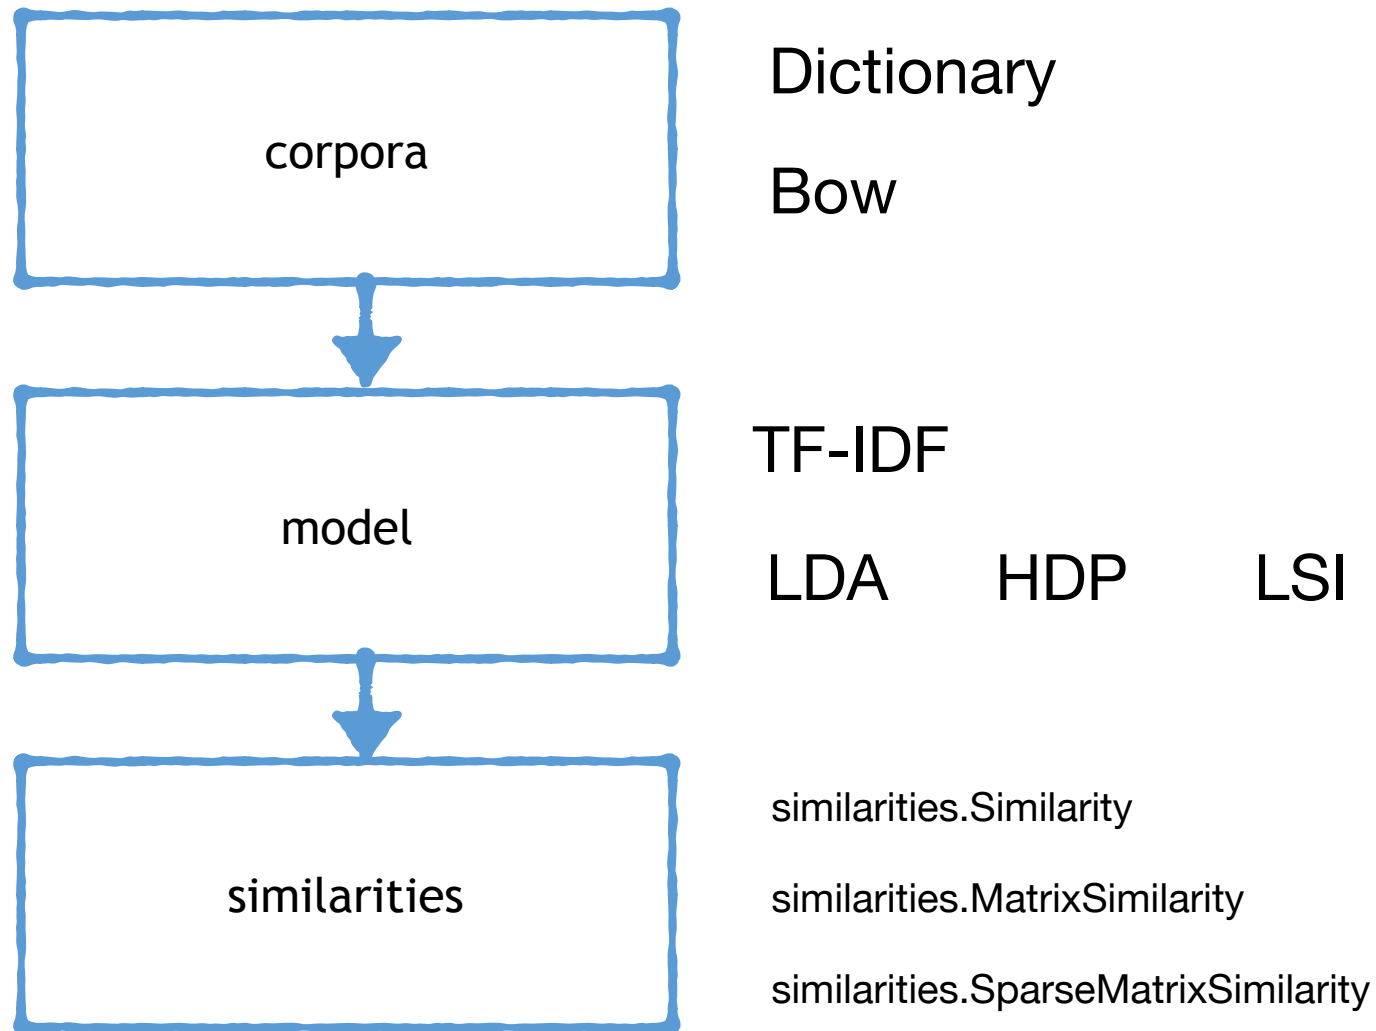 corpora
Dictionary
Bow
model
TF-IDF
LDA HDP LSI
similarities
similarities.Similarity
similarities.MatrixSimilarity
similarities.SparseMatrixSimilarity